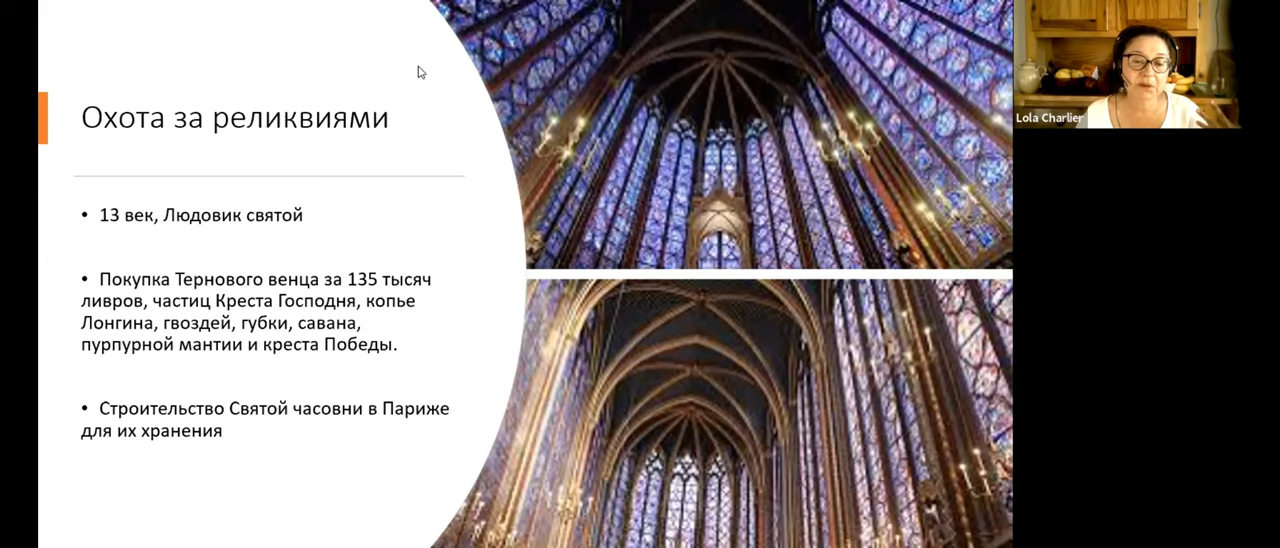 Охота за реликвиями
• 13 век, Людовик святой
• Покупка Тернового венца за 135 тысяч
ливров, частиц Креста Господня, копье
Лонгина, гвоздей, губки, савана,
пурпурной мантии и креста Победы.
• Строительство Святой часовни в Париже
для их хранения
Lola Charlier